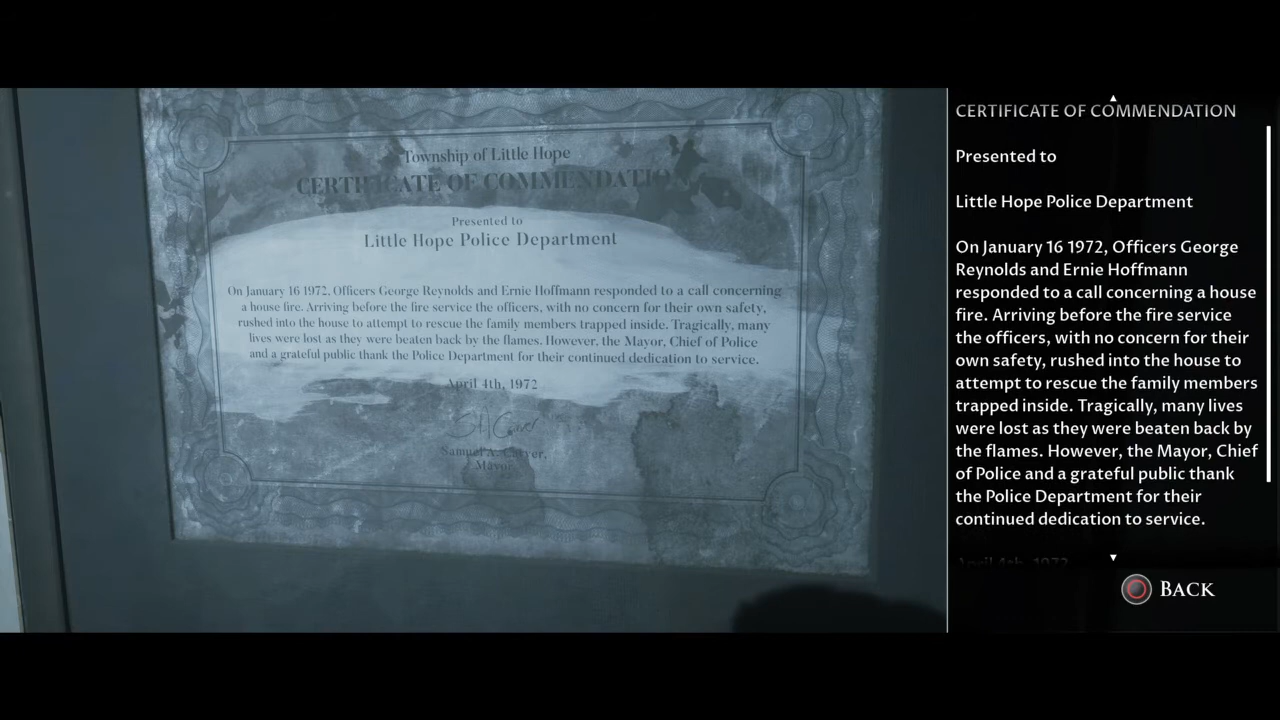 Township of Little Hope
CERTIFICATE OF COMMENDATIO
Presented to
Little Hope Police Department
On January 16 1972, Officers George Reynolds and Ernie Hoffmann responded to a call concerning
a house fire. Arriving before the fire service the officers, with no concern for their own safety,
rushed into the house to attempt to rescue the family members trapped inside. Tragically, many
lives were lost as they were beaten back by the flames. However, the Mayor, Chief of Police
and a grateful public thank the Police Department for their continued dedication to service.
April 4th, 1972
Samuel A. Carver,
Mayor
CERTIFICATE OF COMMENDATION
Presented to
Little Hope Police Department
On January 16 1972, Officers George
Reynolds and Ernie Hoffmann
responded to a call concerning a house
fire. Arriving before the fire service
the officers, with no concern for their
own safety, rushed into the house to
attempt to rescue the family members
trapped inside. Tragically, many lives
were lost as they were beaten back by
the flames. However, the Mayor, Chief
of Police and a grateful public thank
the Police Department for their
continued dedication to service.
April 4th, 1972
BACK